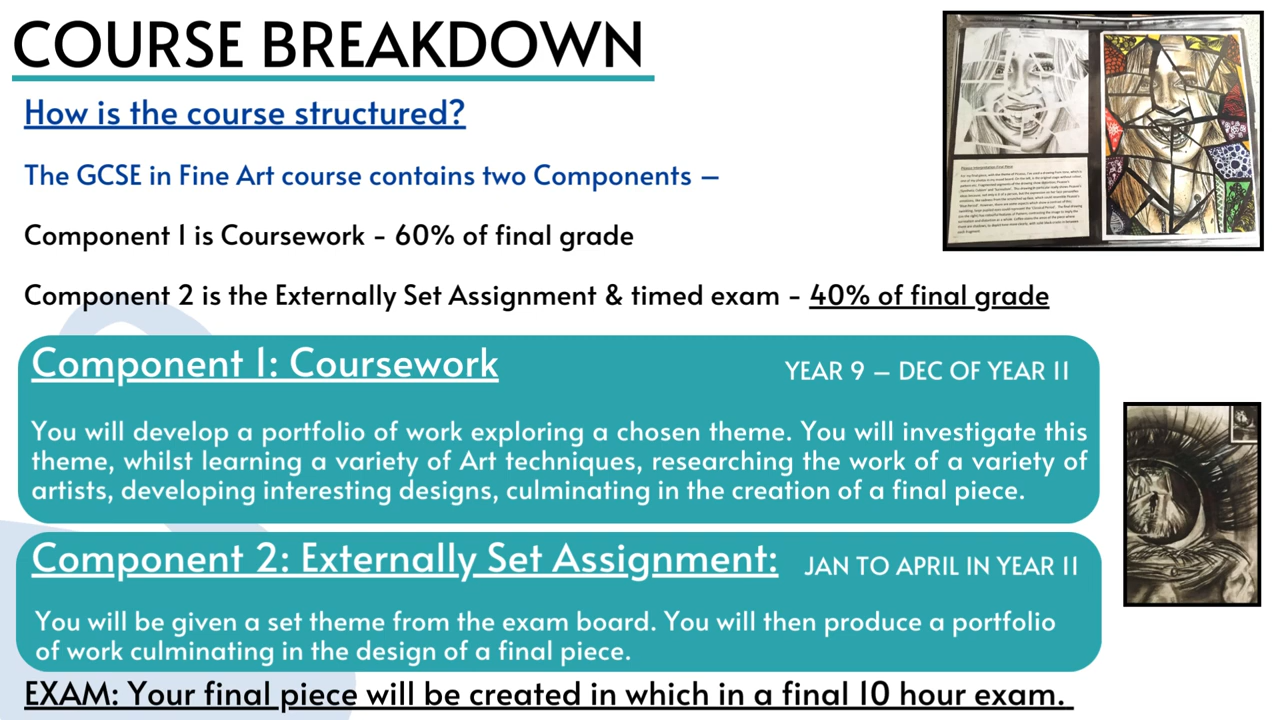 COURSE BREAKDOWN
How is the course structured?
The GCSE in Fine Art course contains two Components –
Component 1 is Coursework - 60% of final grade
Component 2 is the Externally Set Assignment & timed exam - 40% of final grade
Component 1: Coursework
YEAR 9 – DEC OF YEAR 11
You will develop a portfolio of work exploring a chosen theme. You will investigate this
theme, whilst learning a variety of Art techniques, researching the work of a variety of
artists, developing interesting designs, culminating in the creation of a final piece.
Component 2: Externally Set Assignment:
JAN TO APRIL IN YEAR 11
You will be given a set theme from the exam board. You will then produce a portfolio
of work culminating in the design of a final piece.
EXAM: Your final piece will be created in which in a final 10 hour exam.